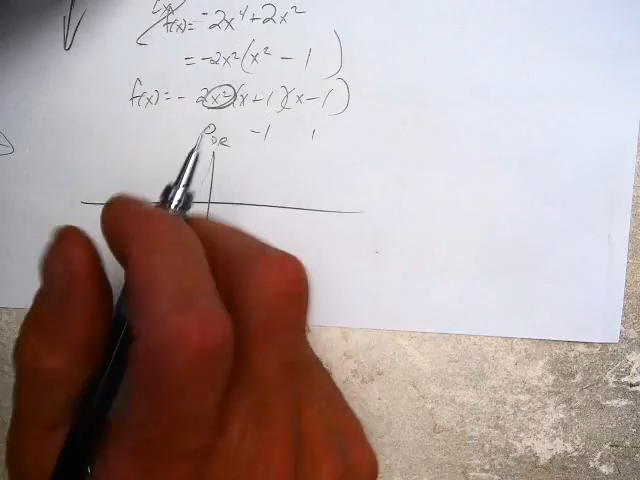 f(x) = -2x⁴ + 2x²
= -2x²(x² - 1)
f(x) = -2x²(x + 1)(x - 1)
0 DR -1 1